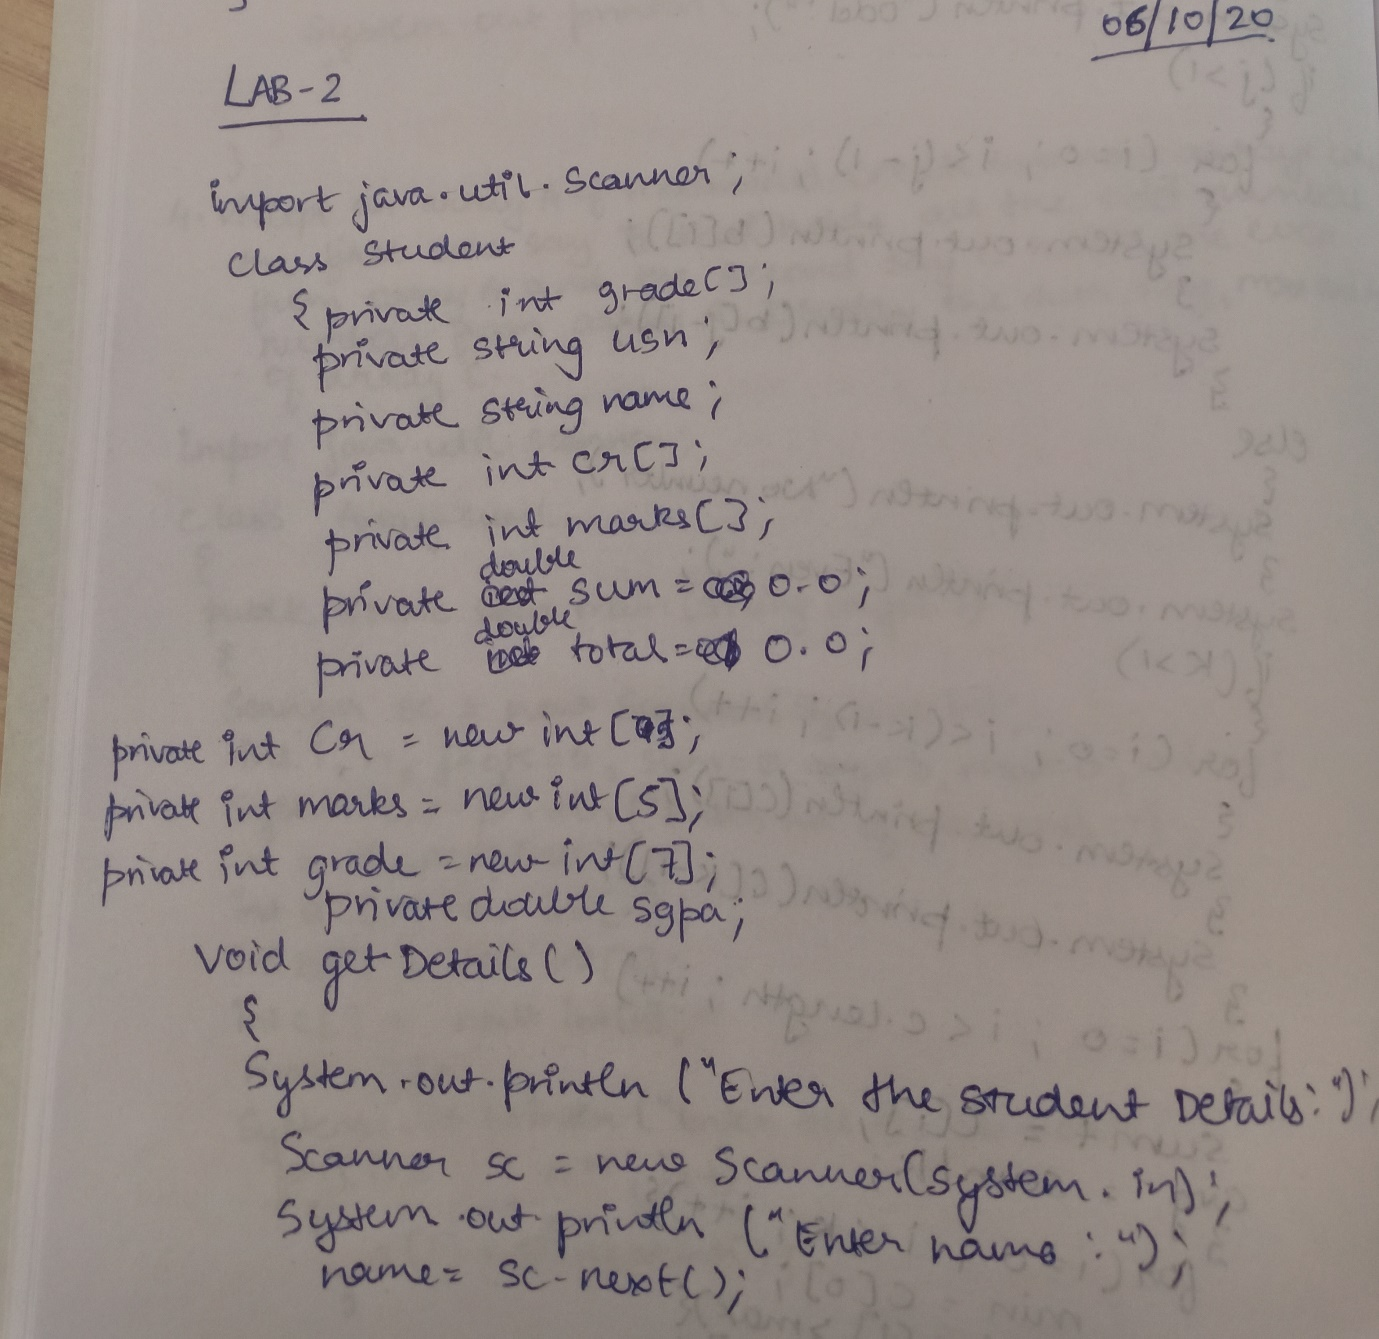 06/10/20
LAB-2
import java.util.Scanner;
class Student
{ private int grade[];
private string usn;
private string name;
private int cr[];
private int marks[];
private double sum = 0.0;
private double total = 0.0;
private int Cr = new int[];
private int marks = new int[5];
private int grade = new int[7];
private double sgpa;
void getDetails()
{
System.out.println ("Enter the student Details:");
Scanner sc = new Scanner(System.in);
System.out.println ("Enter name :");
name = sc.next();